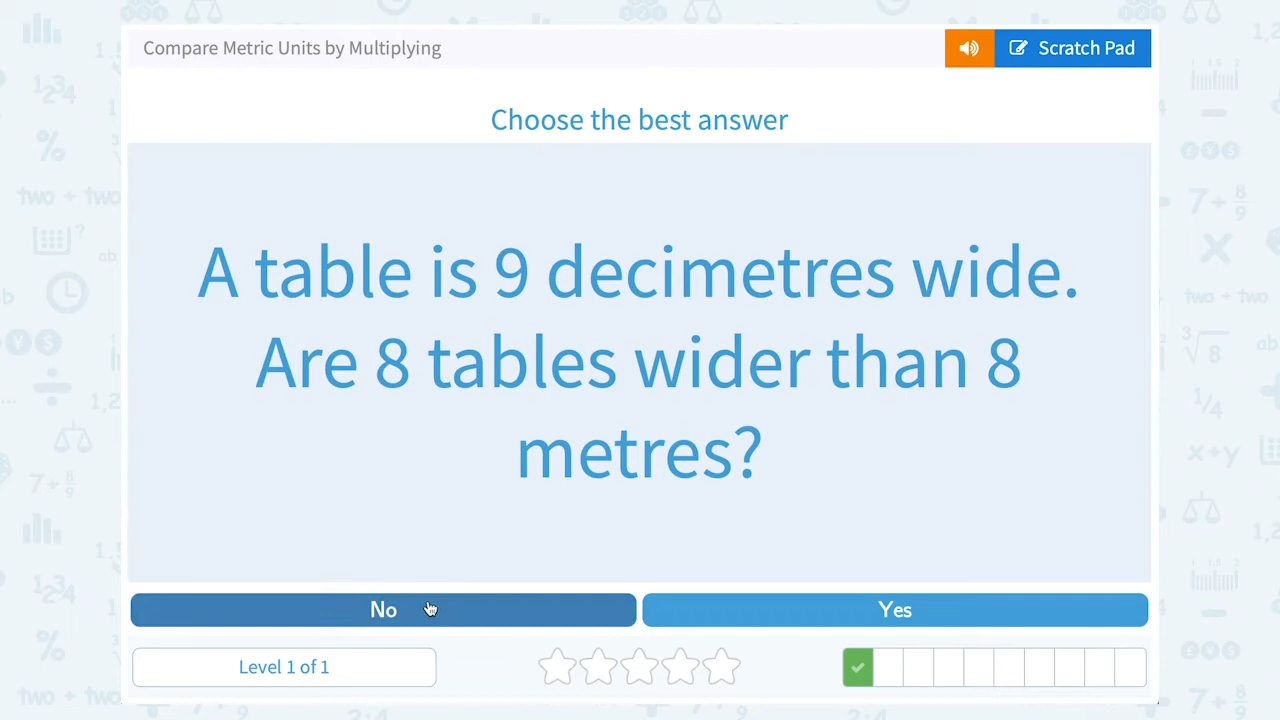 Compare Metric Units by Multiplying
Scratch Pad
Choose the best answer
A table is 9 decimetres wide.
Are 8 tables wider than 8
metres?
No
Yes
Level 1 of 1